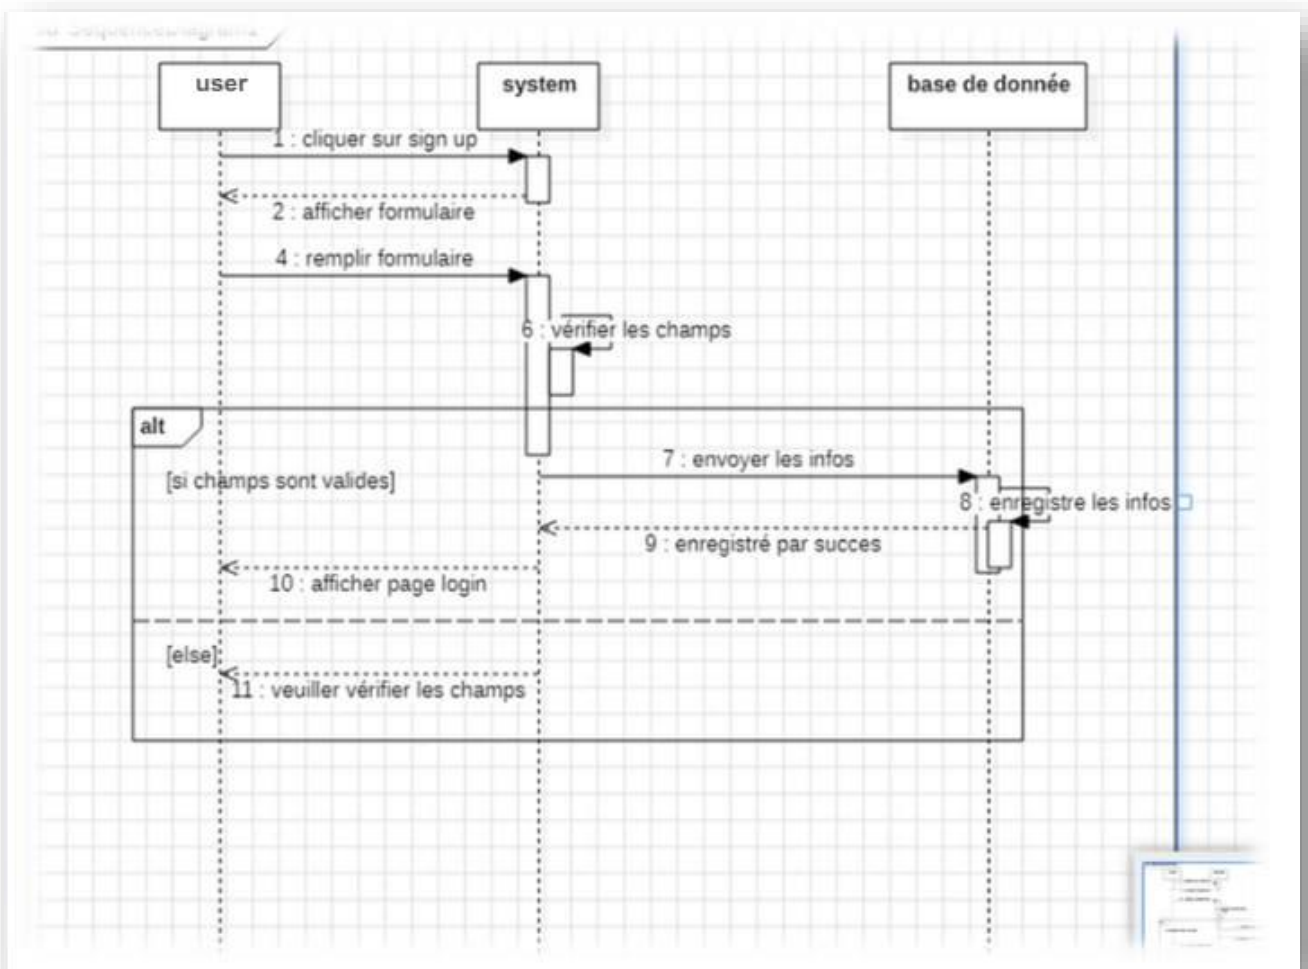 user
system
base de donnée
1 : cliquer sur sign up
2 : afficher formulaire
4 : remplir formulaire
6 : vérifier les champs
alt
[si champs sont valides]
7 : envoyer les infos
8 : enregistre les infos
9 : enregistré par succes
10 : afficher page login
[else]
11 : veuiller vérifier les champs